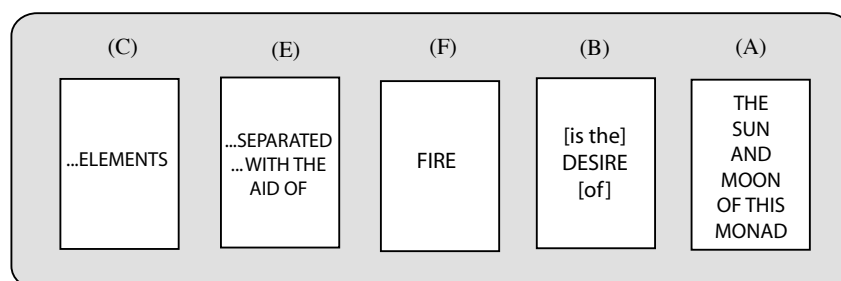 (C) (E) (F) (B) (A)
...ELEMENTS
...SEPARATED
...WITH THE
AID OF
FIRE
[is the]
DESIRE
[of]
THE
SUN
AND
MOON
OF THIS
MONAD